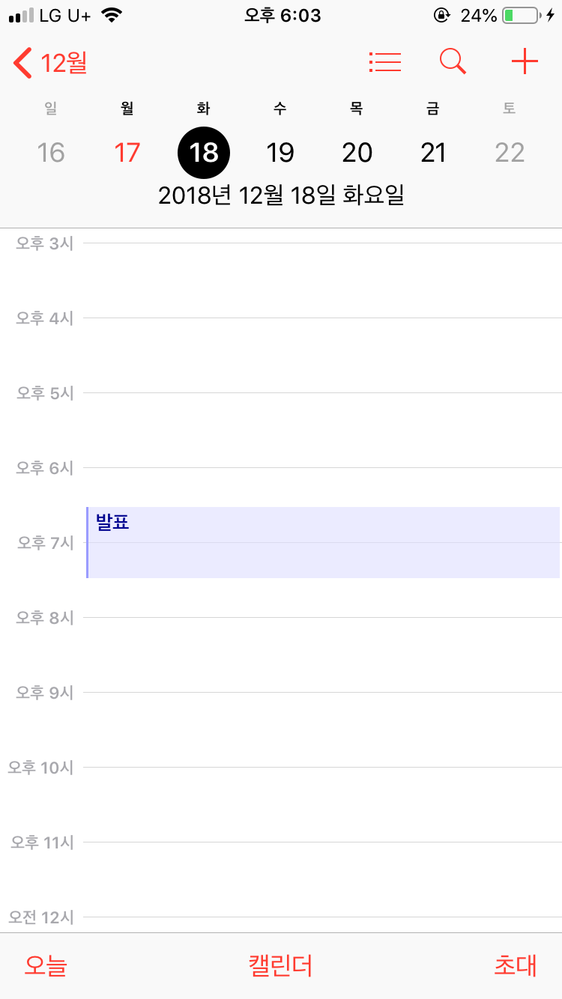 LG U+ 오후 6:03 24%
12월
일 월 화 수 목 금 토
16 17 18 19 20 21 22
2018년 12월 18일 화요일
오후 3시
오후 4시
오후 5시
오후 6시
발표
오후 7시
오후 8시
오후 9시
오후 10시
오후 11시
오전 12시
오늘 캘린더 초대